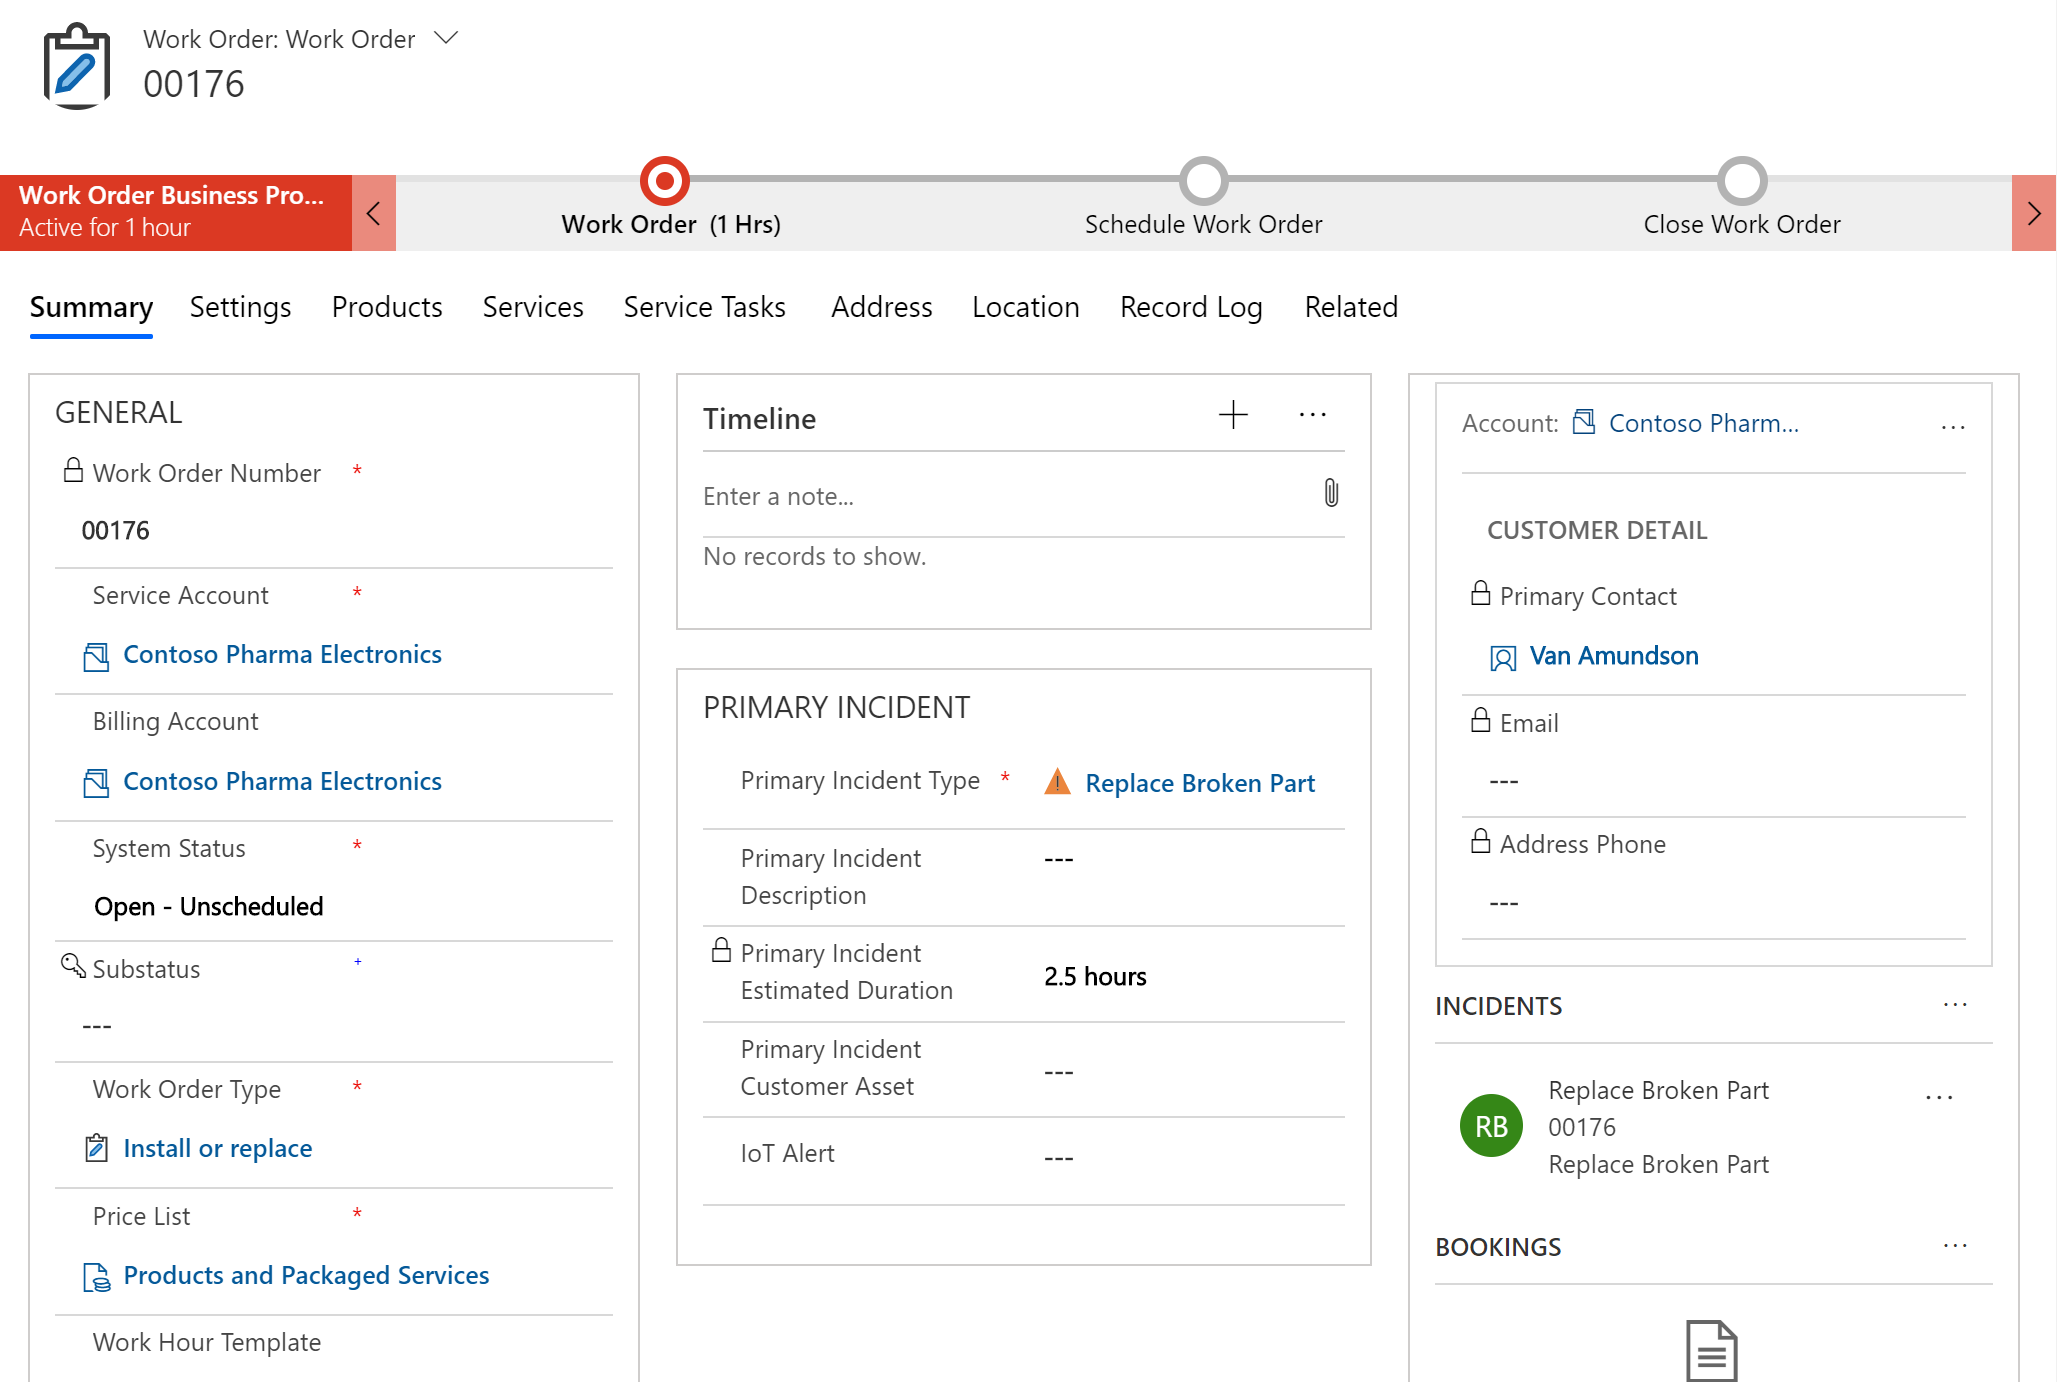 Work Order: Work Order
00176
Work Order Business Pro...
Active for 1 hour
Work Order (1 Hrs)
Schedule Work Order
Close Work Order
Summary Settings Products Services Service Tasks Address Location Record Log Related
GENERAL
Work Order Number *
00176
Service Account *
Contoso Pharma Electronics
Billing Account
Contoso Pharma Electronics
System Status *
Open - Unscheduled
Substatus +
---
Work Order Type *
Install or replace
Price List *
Products and Packaged Services
Work Hour Template
Timeline
Enter a note...
No records to show.
PRIMARY INCIDENT
Primary Incident Type * Replace Broken Part
Primary Incident
Description
---
Primary Incident
Estimated Duration
2.5 hours
Primary Incident
Customer Asset
---
IoT Alert ---
Account: Contoso Pharm...
CUSTOMER DETAIL
Primary Contact
Van Amundson
Email
---
Address Phone
---
INCIDENTS
RB
Replace Broken Part
00176
Replace Broken Part
BOOKINGS